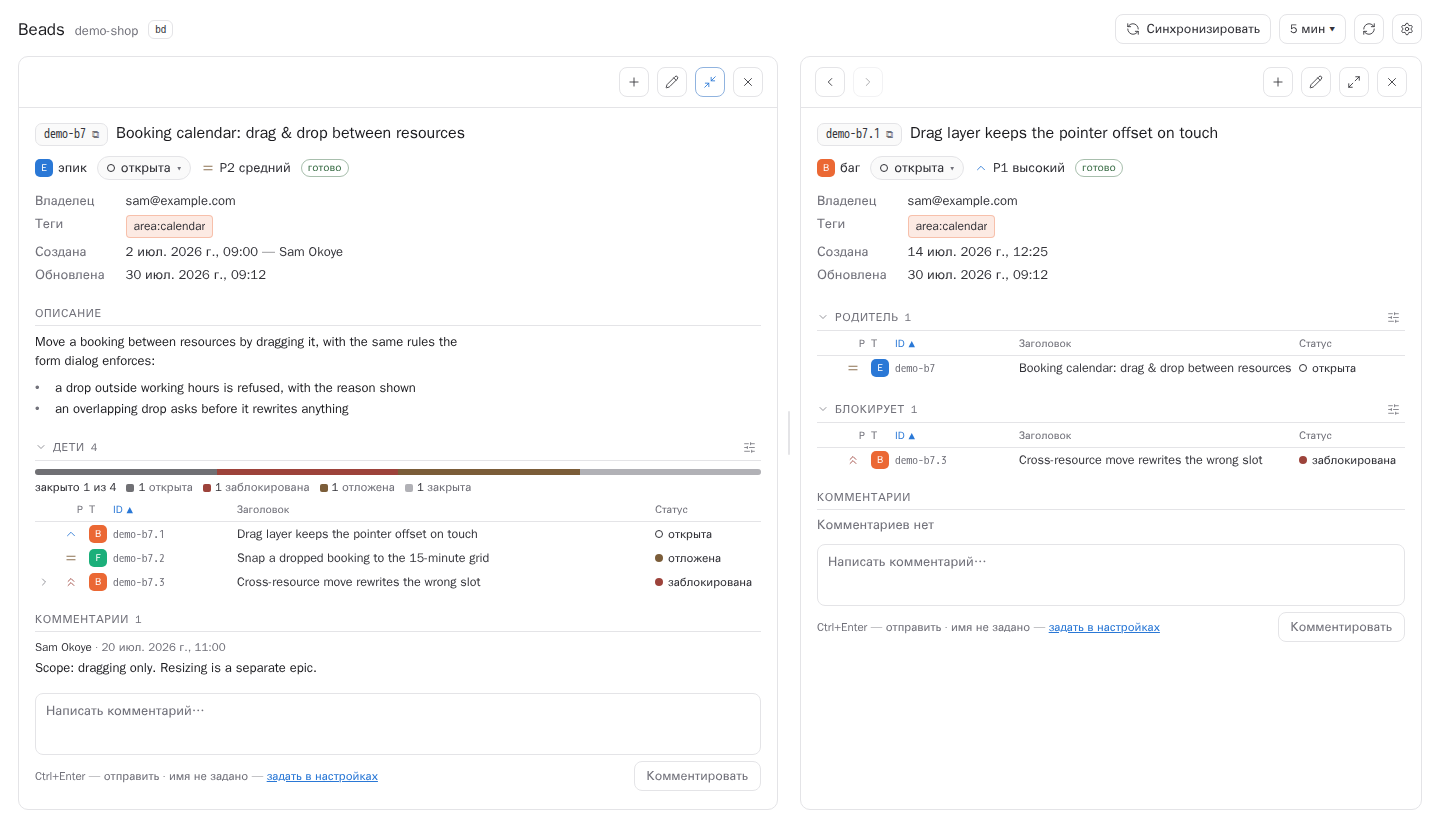 Beads demo-shop bd
Синхронизировать
5 мин ▾
demo-b7 Booking calendar: drag & drop between resources
E эпик открыта P2 средний готово
Владелец sam@example.com
Теги area:calendar
Создана 2 июл. 2026 г., 09:00 — Sam Okoye
Обновлена 30 июл. 2026 г., 09:12
ОПИСАНИЕ
Move a booking between resources by dragging it, with the same rules the
form dialog enforces:
• a drop outside working hours is refused, with the reason shown
• an overlapping drop asks before it rewrites anything
ДЕТИ 4
закрыто 1 из 4 1 открыта 1 заблокирована 1 отложена 1 закрыта
P T ID ▲ Заголовок Статус
B demo-b7.1 Drag layer keeps the pointer offset on touch открыта
F demo-b7.2 Snap a dropped booking to the 15-minute grid отложена
B demo-b7.3 Cross-resource move rewrites the wrong slot заблокирована
КОММЕНТАРИИ 1
Sam Okoye · 20 июл. 2026 г., 11:00
Scope: dragging only. Resizing is a separate epic.
Написать комментарий…
Ctrl+Enter — отправить · имя не задано — задать в настройках
Комментировать
demo-b7.1 Drag layer keeps the pointer offset on touch
B баг открыта P1 высокий готово
Владелец sam@example.com
Теги area:calendar
Создана 14 июл. 2026 г., 12:25
Обновлена 30 июл. 2026 г., 09:12
РОДИТЕЛЬ 1
P T ID ▲ Заголовок Статус
E demo-b7 Booking calendar: drag & drop between resources открыта
БЛОКИРУЕТ 1
P T ID ▲ Заголовок Статус
B demo-b7.3 Cross-resource move rewrites the wrong slot заблокирована
КОММЕНТАРИИ
Комментариев нет
Написать комментарий…
Ctrl+Enter — отправить · имя не задано — задать в настройках
Комментировать